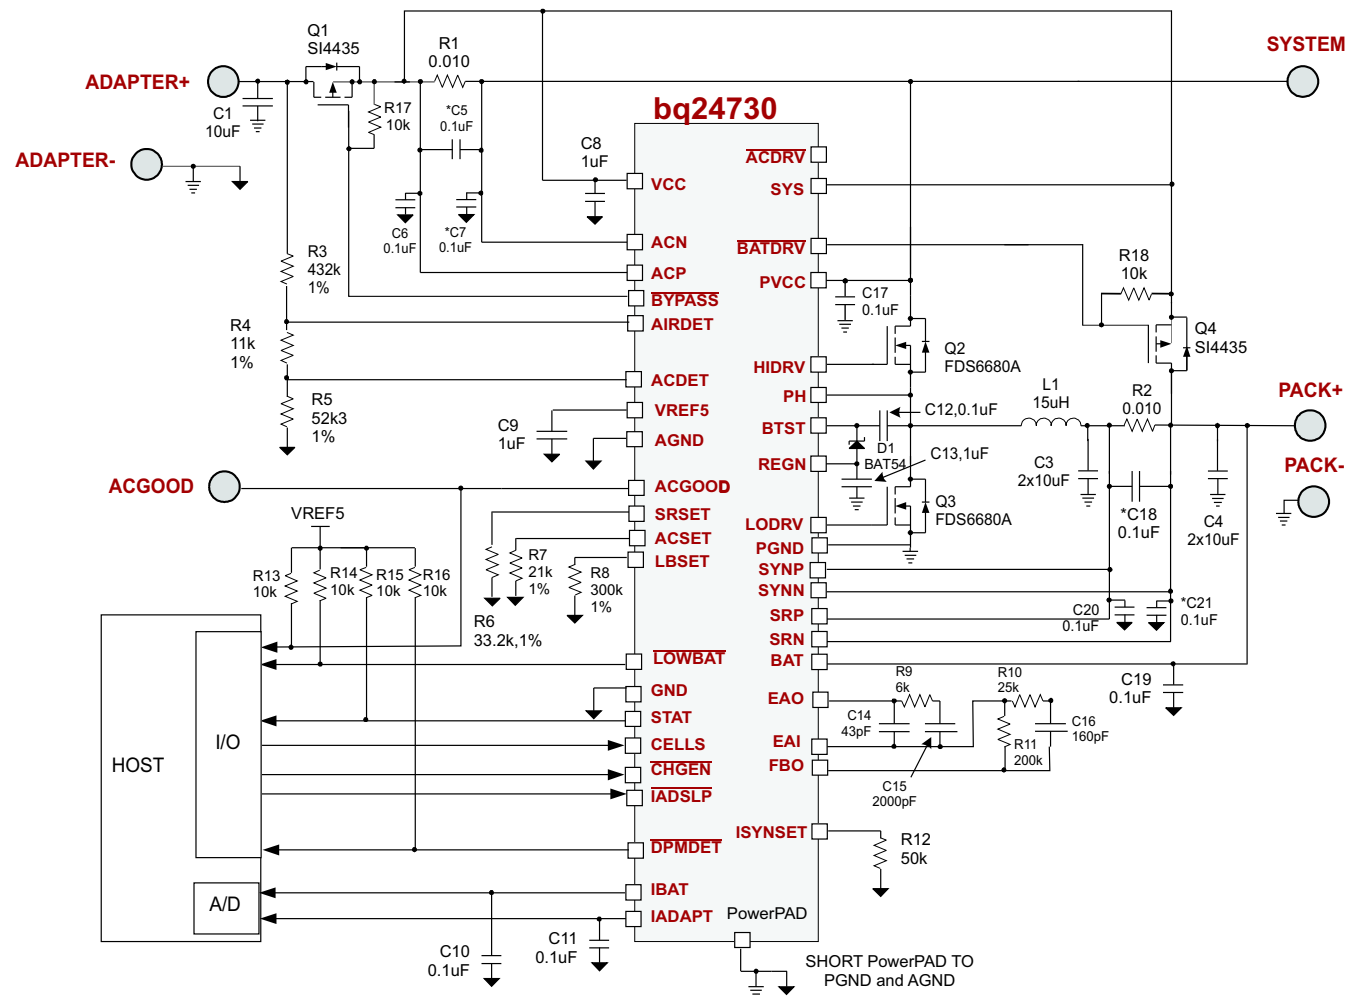 Q1
SI4435
R1
0.010
SYSTEM
ADAPTER+
C1
10uF
R17
10k
*C5
0.1uF
bq24730
C8
1uF
ADAPTER-
VCC
ACN
ACP
BYPASS
AIRDET
ACDET
VREF5
AGND
ACGOOD
SRSET
ACSET
LBSET
LOWBAT
GND
STAT
CELLS
CHGEN
IADSLP
DPMDET
IBAT
IADAPT
ACDRV
SYS
BATDRV
PVCC
HIDRV
PH
BTST
REGN
LODRV
PGND
SYNP
SYNN
SRP
SRN
BAT
EAO
EAI
FBO
ISYNSET
PowerPAD
C6
0.1uF
*C7
0.1uF
R3
432k
1%
R4
11k
1%
R5
52k3
1%
C9
1uF
ACGOOD
VREF5
R13
10k
R14
10k
R15
10k
R16
10k
R7
21k
1%
R8
300k
1%
R6
33.2k,1%
HOST
I/O
A/D
C10
0.1uF
C11
0.1uF
SHORT PowerPAD TO
PGND and AGND
R18
10k
Q4
SI4435
C17
0.1uF
Q2
FDS6680A
C12,0.1uF
L1
15uH
R2
0.010
PACK+
D1
BAT54
C13,1uF
C3
2x10uF
*C18
0.1uF
C4
2x10uF
PACK-
Q3
FDS6680A
C20
0.1uF
*C21
0.1uF
C19
0.1uF
R9
6k
R10
25k
C14
43pF
C16
160pF
R11
200k
C15
2000pF
R12
50k